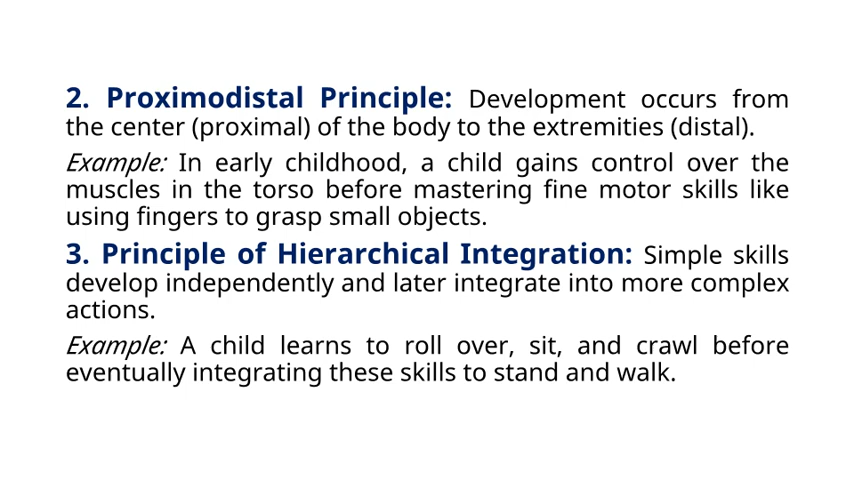 2. Proximodistal Principle: Development occurs from
the center (proximal) of the body to the extremities (distal).
Example: In early childhood, a child gains control over the
muscles in the torso before mastering fine motor skills like
using fingers to grasp small objects.
3. Principle of Hierarchical Integration: Simple skills
develop independently and later integrate into more complex
actions.
Example: A child learns to roll over, sit, and crawl before
eventually integrating these skills to stand and walk.